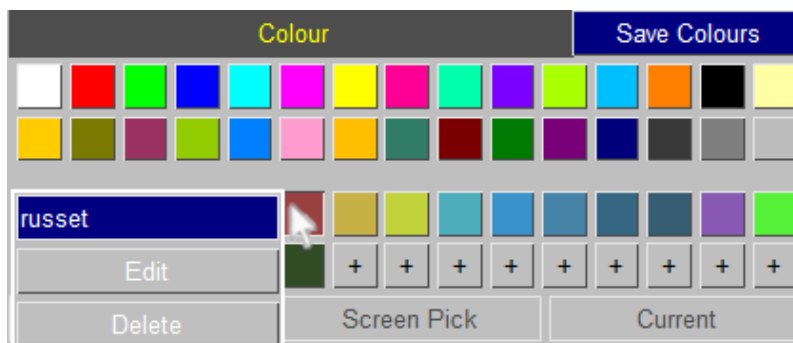 Colour
Save Colours
russet
Edit
+ + + + + + + + +
Delete
Screen Pick
Current